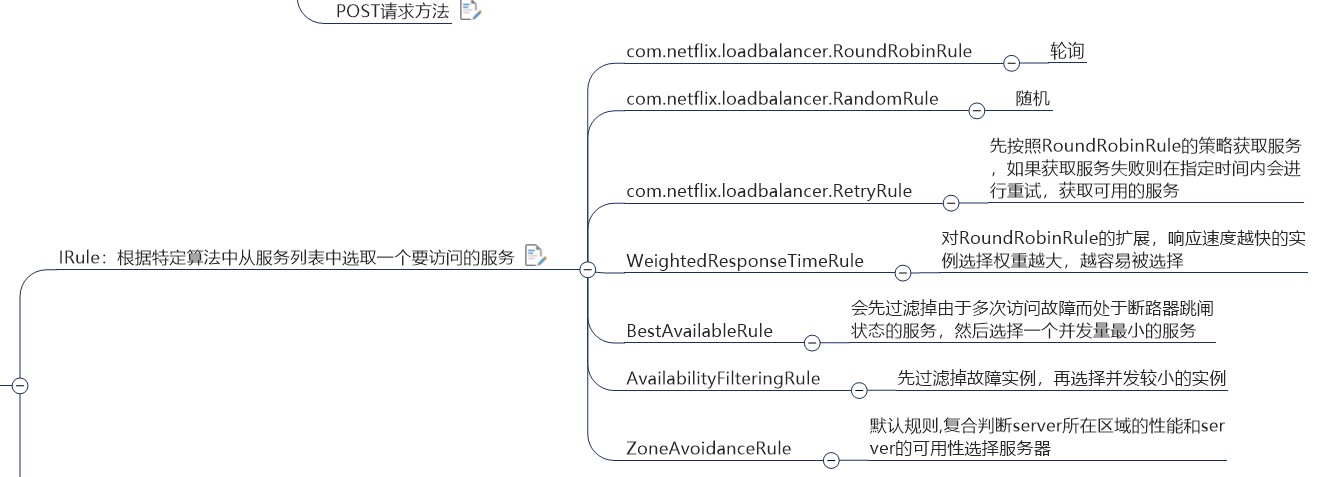 POST请求方法
IRule：根据特定算法中从服务列表中选取一个要访问的服务
com.netflix.loadbalancer.RoundRobinRule
轮询
com.netflix.loadbalancer.RandomRule
随机
com.netflix.loadbalancer.RetryRule
先按照RoundRobinRule的策略获取服务
，如果获取服务失败则在指定时间内会进
行重试，获取可用的服务
WeightedResponseTimeRule
对RoundRobinRule的扩展，响应速度越快的实
例选择权重越大，越容易被选择
BestAvailableRule
会先过滤掉由于多次访问故障而处于断路器跳闸
状态的服务，然后选择一个并发量最小的服务
AvailabilityFilteringRule
先过滤掉故障实例，再选择并发较小的实例
ZoneAvoidanceRule
默认规则,复合判断server所在区域的性能和ser
ver的可用性选择服务器